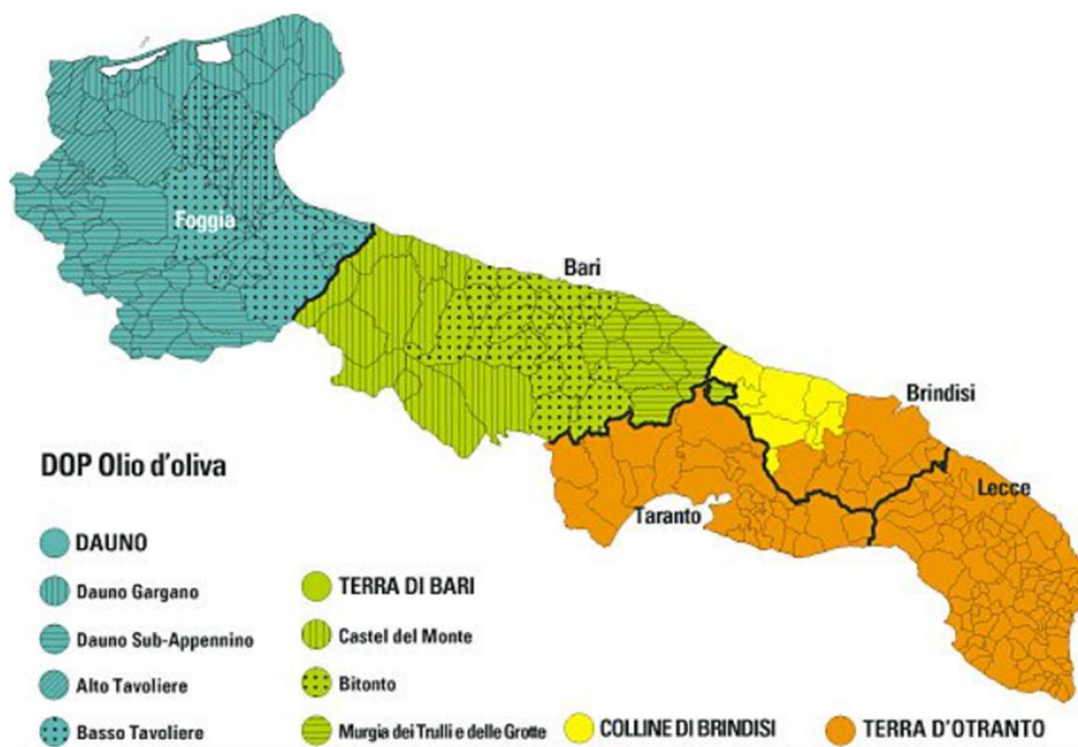 Foggia
Bari
Brindisi
Lecce
Taranto
DOP Olio d'oliva
DAUNO
Dauno Gargano
Dauno Sub-Appennino
Alto Tavoliere
Basso Tavoliere
TERRA DI BARI
Castel del Monte
Bitonto
Murgia dei Trulli e delle Grotte
COLLINE DI BRINDISI
TERRA D'OTRANTO